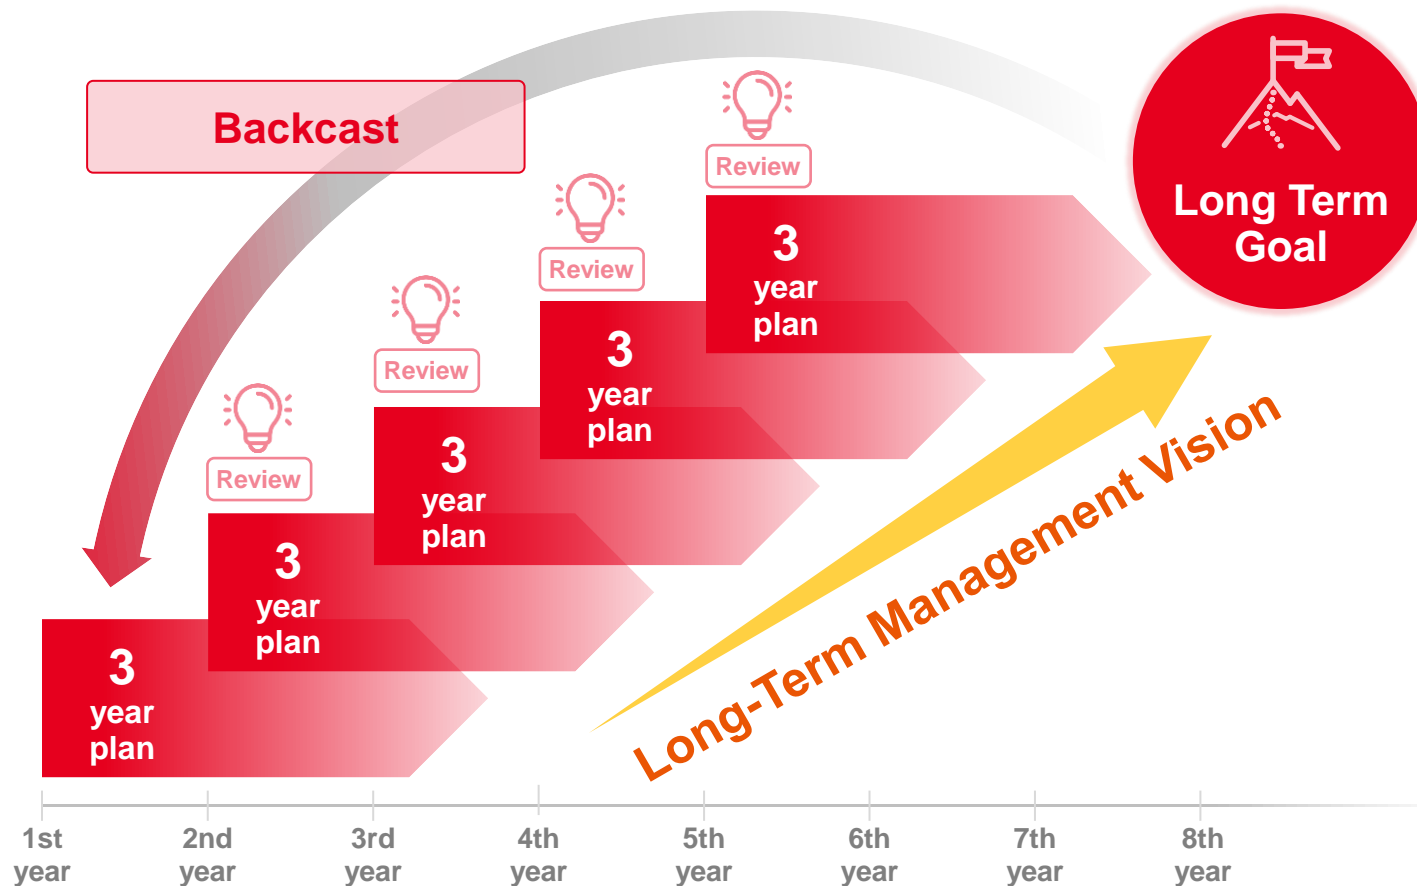 Backcast
Review
Review
Review
Review
Long Term
Goal
3
year
plan
3
year
plan
3
year
plan
3
year
plan
3
year
plan
Long-Term Management Vision
1st
year
2nd
year
3rd
year
4th
year
5th
year
6th
year
7th
year
8th
year